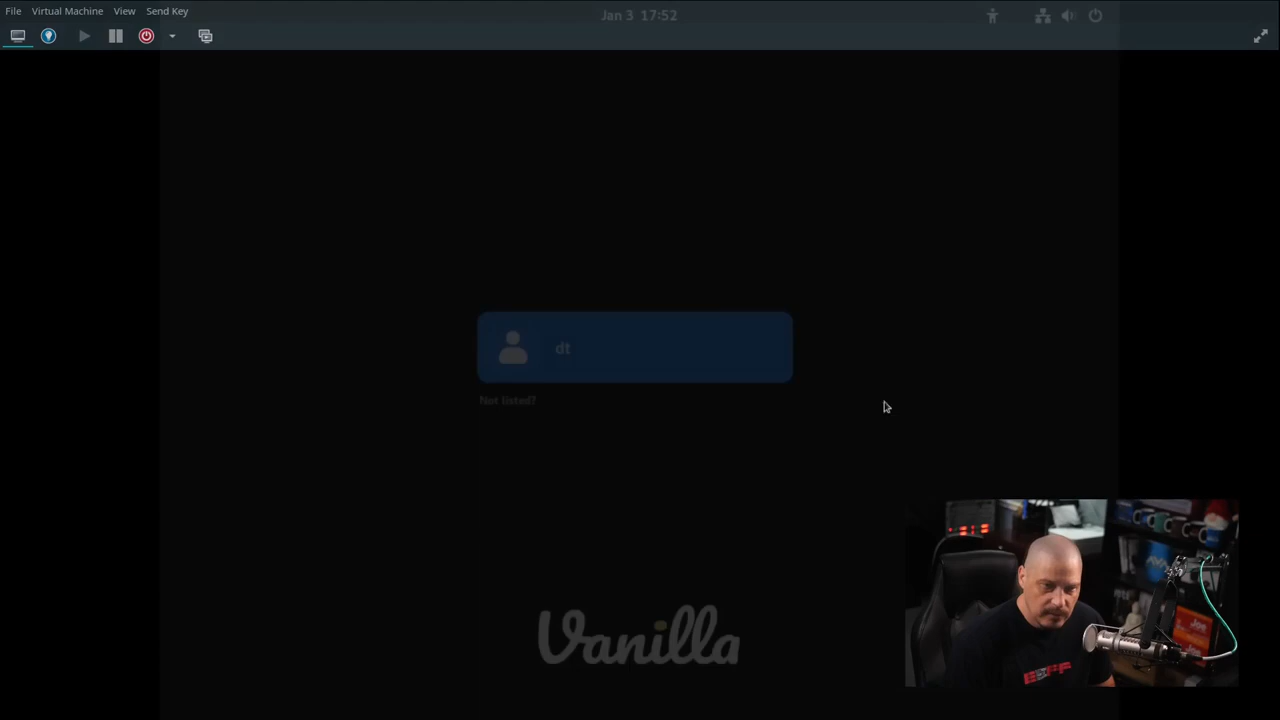 File Virtual Machine View Send Key
Jan 3 17:52
dt
Not listed?
Vanilla